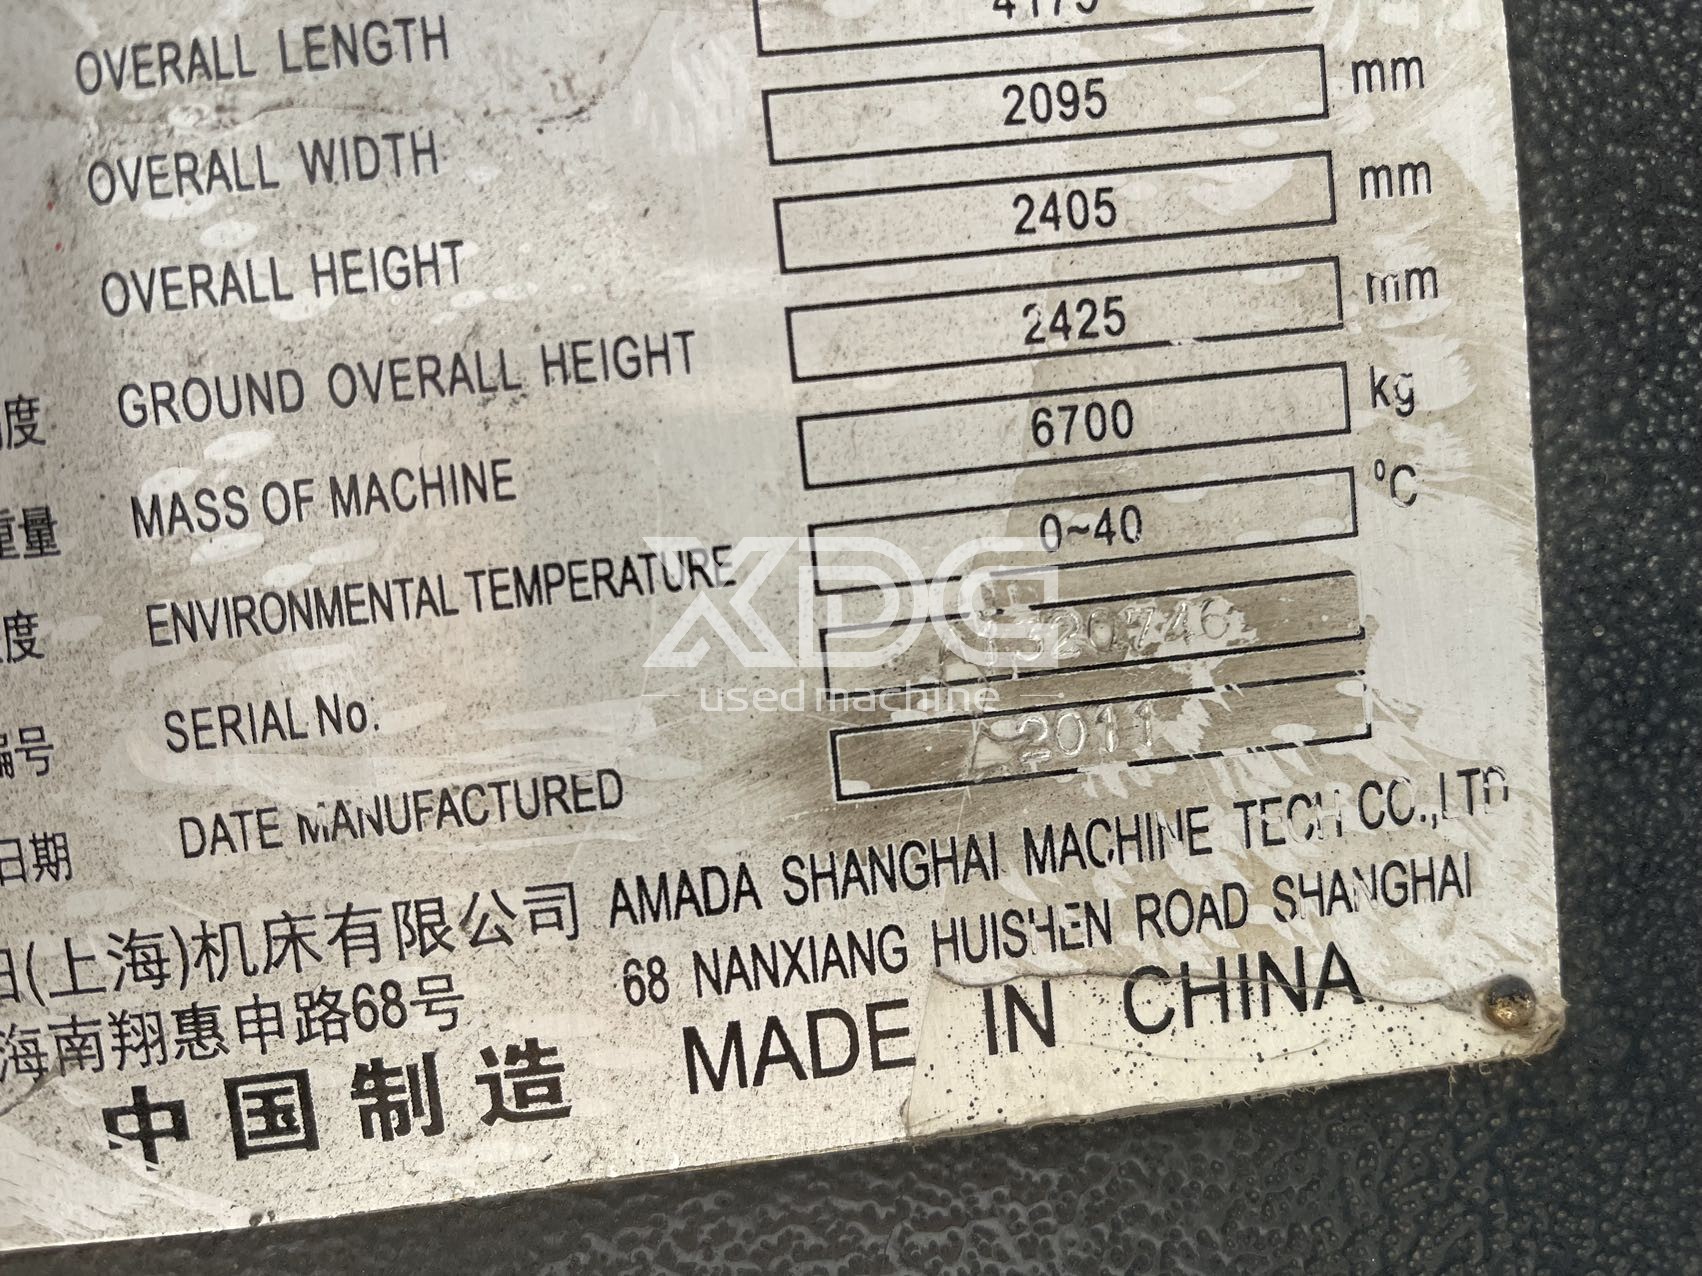 OVERALL LENGTH
OVERALL WIDTH 2095 mm
OVERALL HEIGHT 2405 mm
度 GROUND OVERALL HEIGHT 2425 mm
重量 MASS OF MACHINE 6700 kg
度 ENVIRONMENTAL TEMPERATURE 0~40 °C
编号 SERIAL No:
日期 DATE MANUFACTURED 2011
(上海)机床有限公司 AMADA SHANGHAI MACHINE TECH CO.,LTD
海南翔惠申路68号 68 NANXIANG HUISHEN ROAD SHANGHAI
中国制造 MADE IN CHINA
XDC
used machine